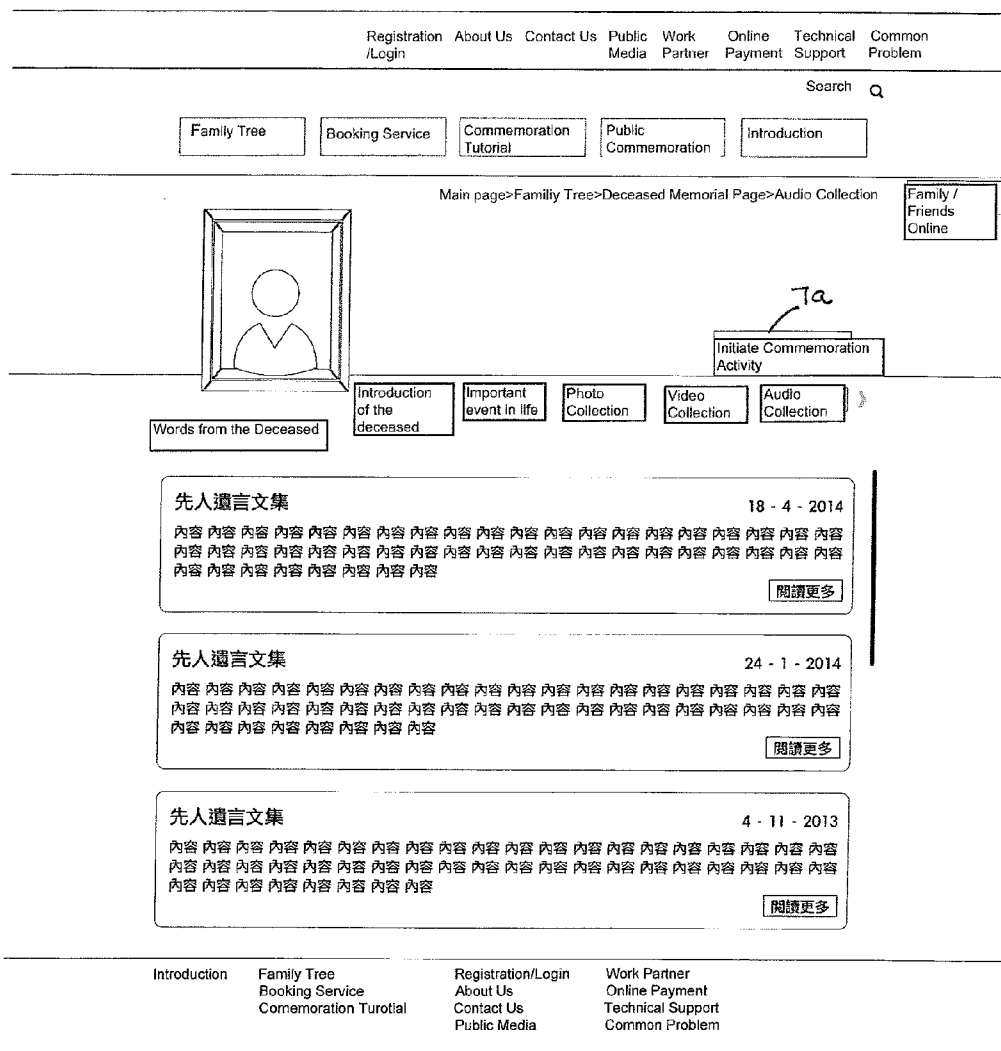 Registration /Login About Us Contact Us Public Media Work Partner Online Payment Technical Support Common Problem
Search
Family Tree Booking Service Commemoration Tutorial Public Commemoration Introduction
Main page>Familiy Tree>Deceased Memorial Page>Audio Collection
Family /
Friends
Online
7a
Initiate Commemoration
Activity
Words from the Deceased
Introduction
of the
deceased
Important
event in life
Photo
Collection
Video
Collection
Audio
Collection
先人遺言文集 18 - 4 - 2014
內容 內容 內容 內容 內容 內容 內容 內容 內容 內容 內容 內容 內容 內容 內容 內容 內容 內容 內容 內容
內容 內容 內容 內容 內容 內容 內容 內容 內容 內容 內容 內容 內容 內容 內容 內容 內容 內容 內容 內容
內容 內容 內容 內容 內容 內容 內容 內容
閱讀更多
先人遺言文集 24 - 1 - 2014
內容 內容 內容 內容 內容 內容 內容 內容 內容 內容 內容 內容 內容 內容 內容 內容 內容 內容 內容 內容
內容 內容 內容 內容 內容 內容 內容 內容 內容 內容 內容 內容 內容 內容 內容 內容 內容 內容 內容 內容
內容 內容 內容 內容 內容 內容 內容 內容
閱讀更多
先人遺言文集 4 - 11 - 2013
內容 內容 內容 內容 內容 內容 內容 內容 內容 內容 內容 內容 內容 內容 內容 內容 內容 內容 內容 內容
內容 內容 內容 內容 內容 內容 內容 內容 內容 內容 內容 內容 內容 內容 內容 內容 內容 內容 內容 內容
內容 內容 內容 內容 內容 內容 內容 內容
閱讀更多
Introduction Family Tree Registration/Login Work Partner
Booking Service About Us Online Payment
Comemoration Turotial Contact Us Technical Support
Public Media Common Problem